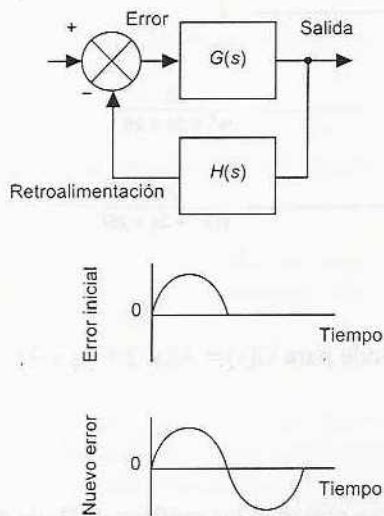 Error
Salida
+
G(s)
−
H(s)
Retroalimentación
Error inicial
0
Tiempo
Nuevo error
0
Tiempo